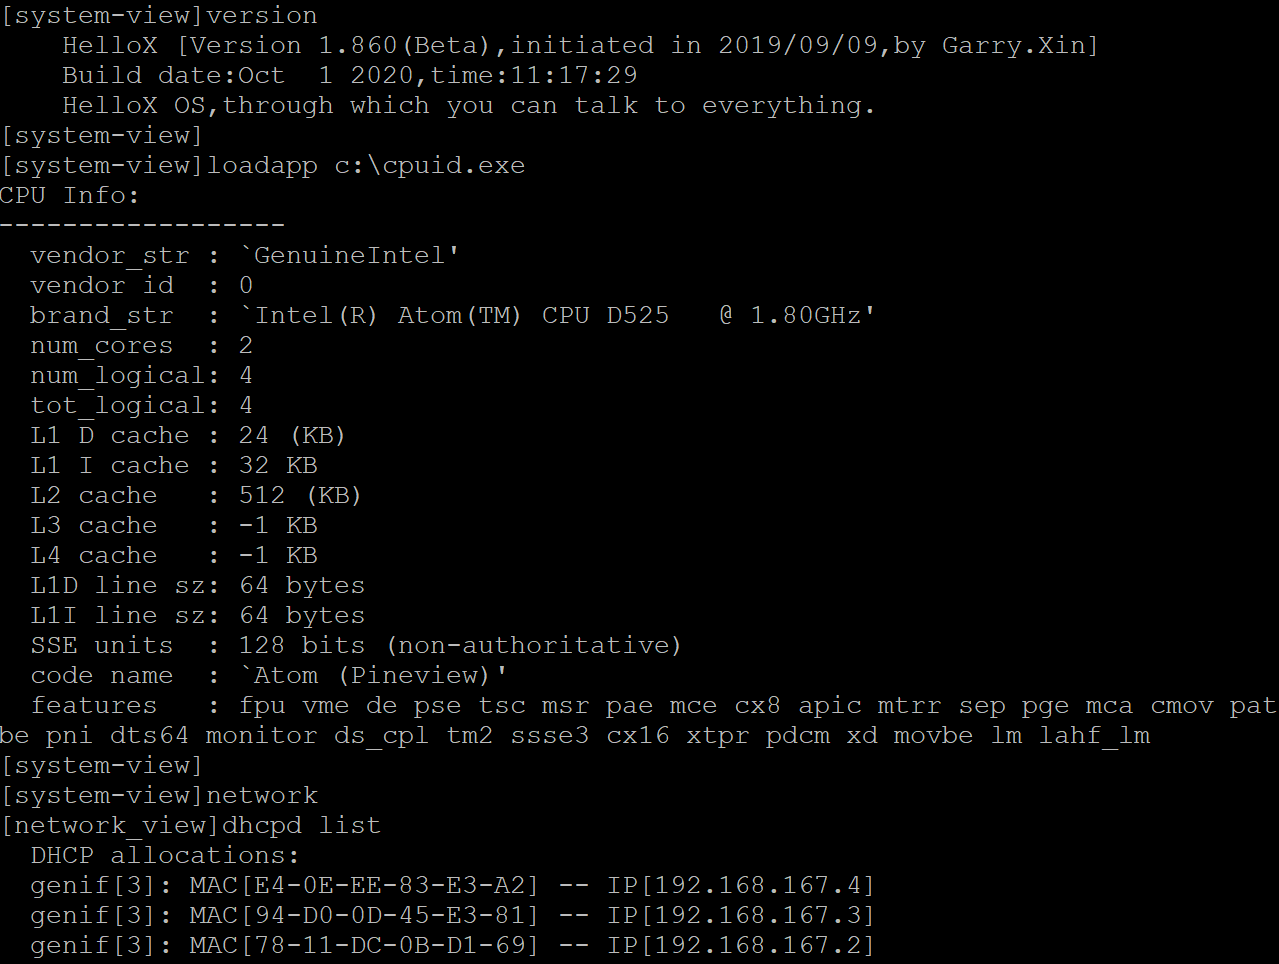 [system-view]version
    HelloX [Version 1.860(Beta),initiated in 2019/09/09,by Garry.Xin]
    Build date:Oct  1 2020,time:11:17:29
    HelloX OS,through which you can talk to everything.
[system-view]
[system-view]loadapp c:\cpuid.exe
CPU Info:
------------------
  vendor_str : `GenuineIntel'
  vendor id  : 0
  brand_str  : `Intel(R) Atom(TM) CPU D525   @ 1.80GHz'
  num_cores  : 2
  num_logical: 4
  tot_logical: 4
  L1 D cache : 24 (KB)
  L1 I cache : 32 KB
  L2 cache   : 512 (KB)
  L3 cache   : -1 KB
  L4 cache   : -1 KB
  L1D line sz: 64 bytes
  L1I line sz: 64 bytes
  SSE units  : 128 bits (non-authoritative)
  code name  : `Atom (Pineview)'
  features   : fpu vme de pse tsc msr pae mce cx8 apic mtrr sep pge mca cmov pat
be pni dts64 monitor ds_cpl tm2 ssse3 cx16 xtpr pdcm xd movbe lm lahf_lm
[system-view]
[system-view]network
[network_view]dhcpd list
  DHCP allocations:
  genif[3]: MAC[E4-0E-EE-83-E3-A2] -- IP[192.168.167.4]
  genif[3]: MAC[94-D0-0D-45-E3-81] -- IP[192.168.167.3]
  genif[3]: MAC[78-11-DC-0B-D1-69] -- IP[192.168.167.2]